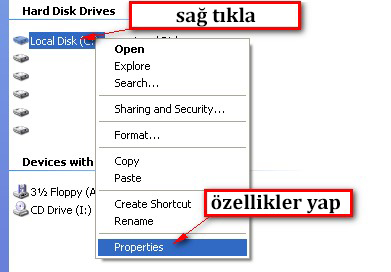 Hard Disk Drives
sağ tıkla
Local Disk (C:
Open
Explore
Search...
Sharing and Security...
Format...
Devices with
Copy
Paste
3½ Floppy (A
Create Shortcut
özellikler yap
CD Drive (I:)
Rename
Properties